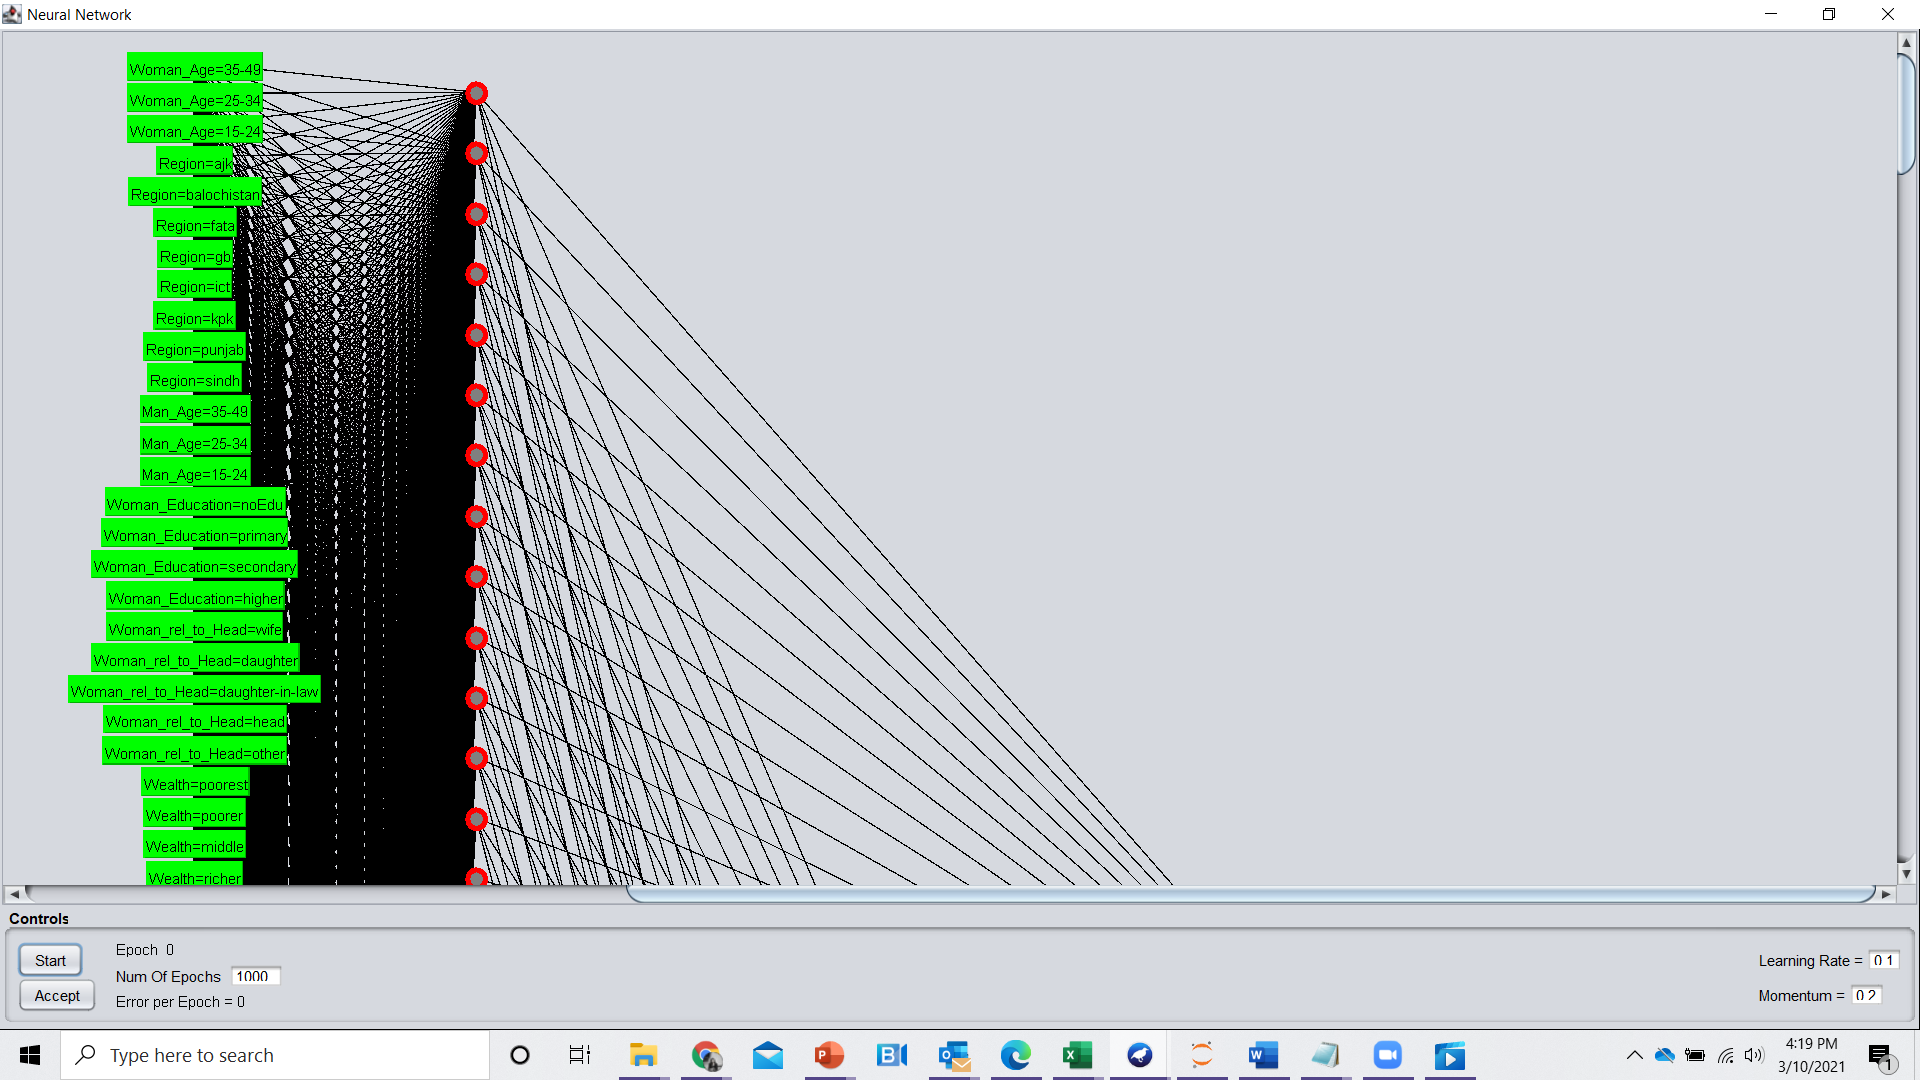 Neural Network
Woman_Age=35-49
Woman_Age=25-34
Woman_Age=15-24
Region=ajk
Region=balochistan
Region=fata
Region=gb
Region=ict
Region=kpk
Region=punjab
Region=sindh
Man_Age=35-49
Man_Age=25-34
Man_Age=15-24
Woman_Education=noEdu
Woman_Education=primary
Woman_Education=secondary
Woman_Education=higher
Woman_rel_to_Head=wife
Woman_rel_to_Head=daughter
Woman_rel_to_Head=daughter-in-law
Woman_rel_to_Head=head
Woman_rel_to_Head=other
Wealth=poorest
Wealth=poorer
Wealth=middle
Wealth=richer
Controls
Start
Accept
Epoch 0
Num Of Epochs 1000
Error per Epoch = 0
Learning Rate = 0.1
Momentum = 0.2
Type here to search
4:19 PM
3/10/2021
1